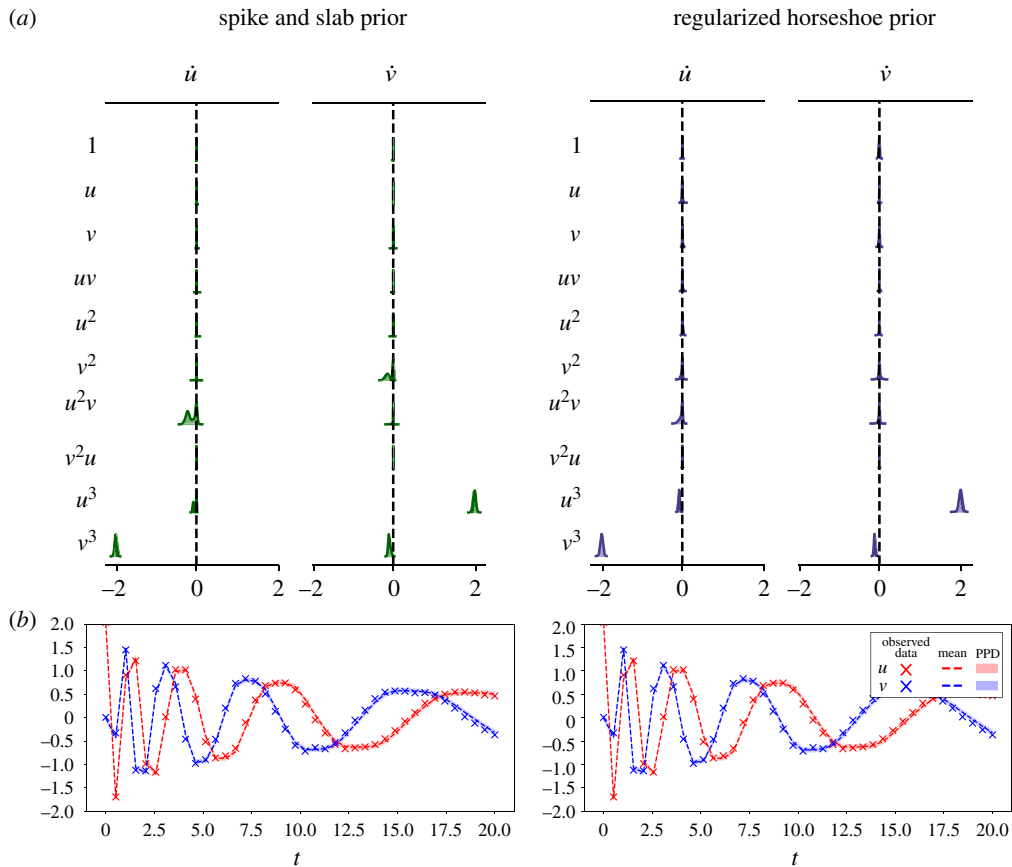 (a)
spike and slab prior
regularized horseshoe prior
u̇
v̇
u̇
v̇
1
u
v
uv
u²
v²
u²v
v²u
u³
v³
1
u
v
uv
u²
v²
u²v
v²u
u³
v³
–2 0 2
–2 0 2
–2 0 2
–2 0 2
(b)
2.0
1.5
1.0
0.5
0
–0.5
–1.0
–1.5
–2.0
0 2.5 5.0 7.5 10.0 12.5 15.0 17.5 20.0
t
2.0
1.5
1.0
0.5
0
–0.5
–1.0
–1.5
–2.0
0 2.5 5.0 7.5 10.0 12.5 15.0 17.5 20.0
t
observed data mean PPD
u
v